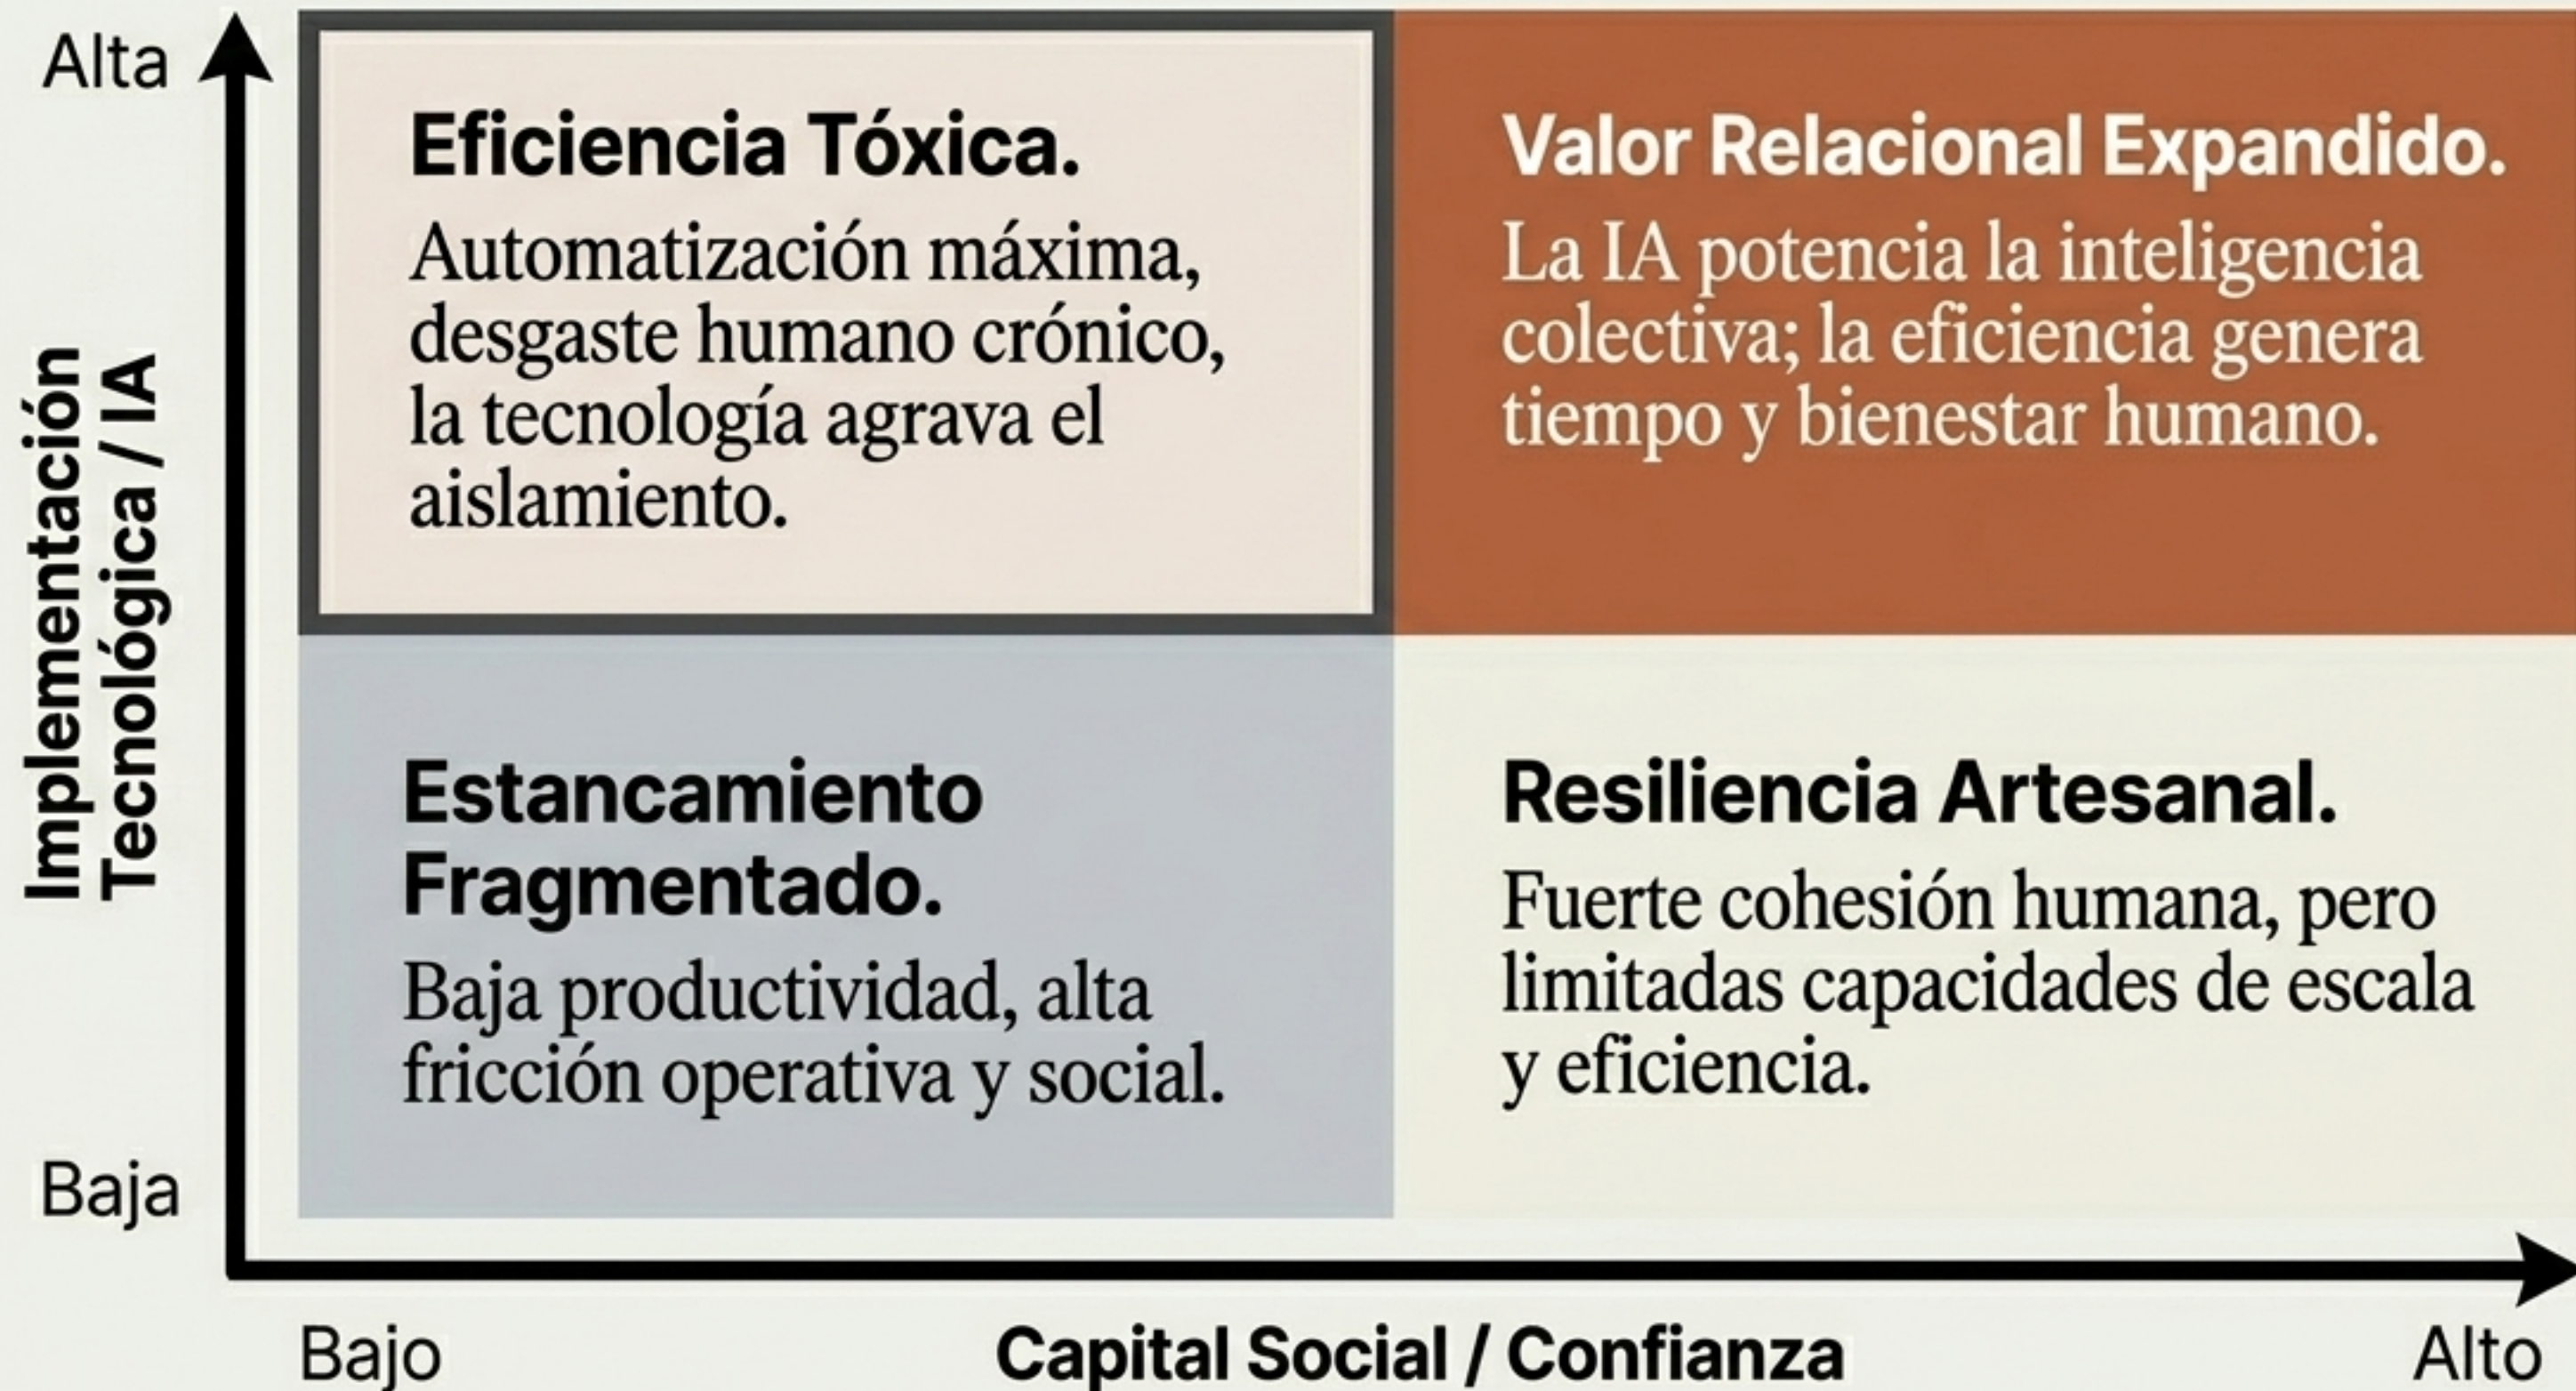 Alta
Eficiencia Tóxica.
Automatización máxima,
desgaste humano crónico,
la tecnología agrava el
aislamiento.
Valor Relacional Expandido.
La IA potencia la inteligencia
colectiva; la eficiencia genera
tiempo y bienestar humano.
Implementación
Tecnológica / IA
Estancamiento
Fragmentado.
Baja productividad, alta
fricción operativa y social.
Resiliencia Artesanal.
Fuerte cohesión humana, pero
limitadas capacidades de escala
y eficiencia.
Baja
Bajo
Capital Social / Confianza
Alto